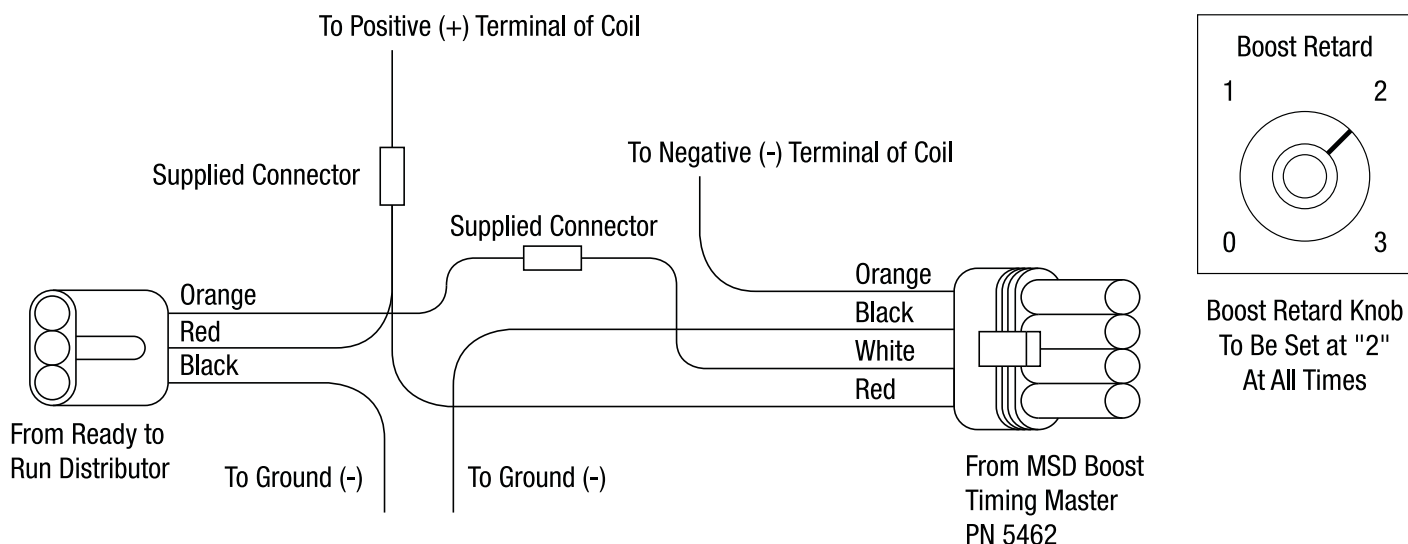 To Positive (+) Terminal of Coil
Supplied Connector
To Negative (-) Terminal of Coil
Supplied Connector
Orange
Red
Black
Orange
Black
White
Red
From Ready to
Run Distributor
To Ground (-)
To Ground (-)
From MSD Boost
Timing Master
PN 5462
Boost Retard
1
2
0
3
Boost Retard Knob
To Be Set at "2"
At All Times